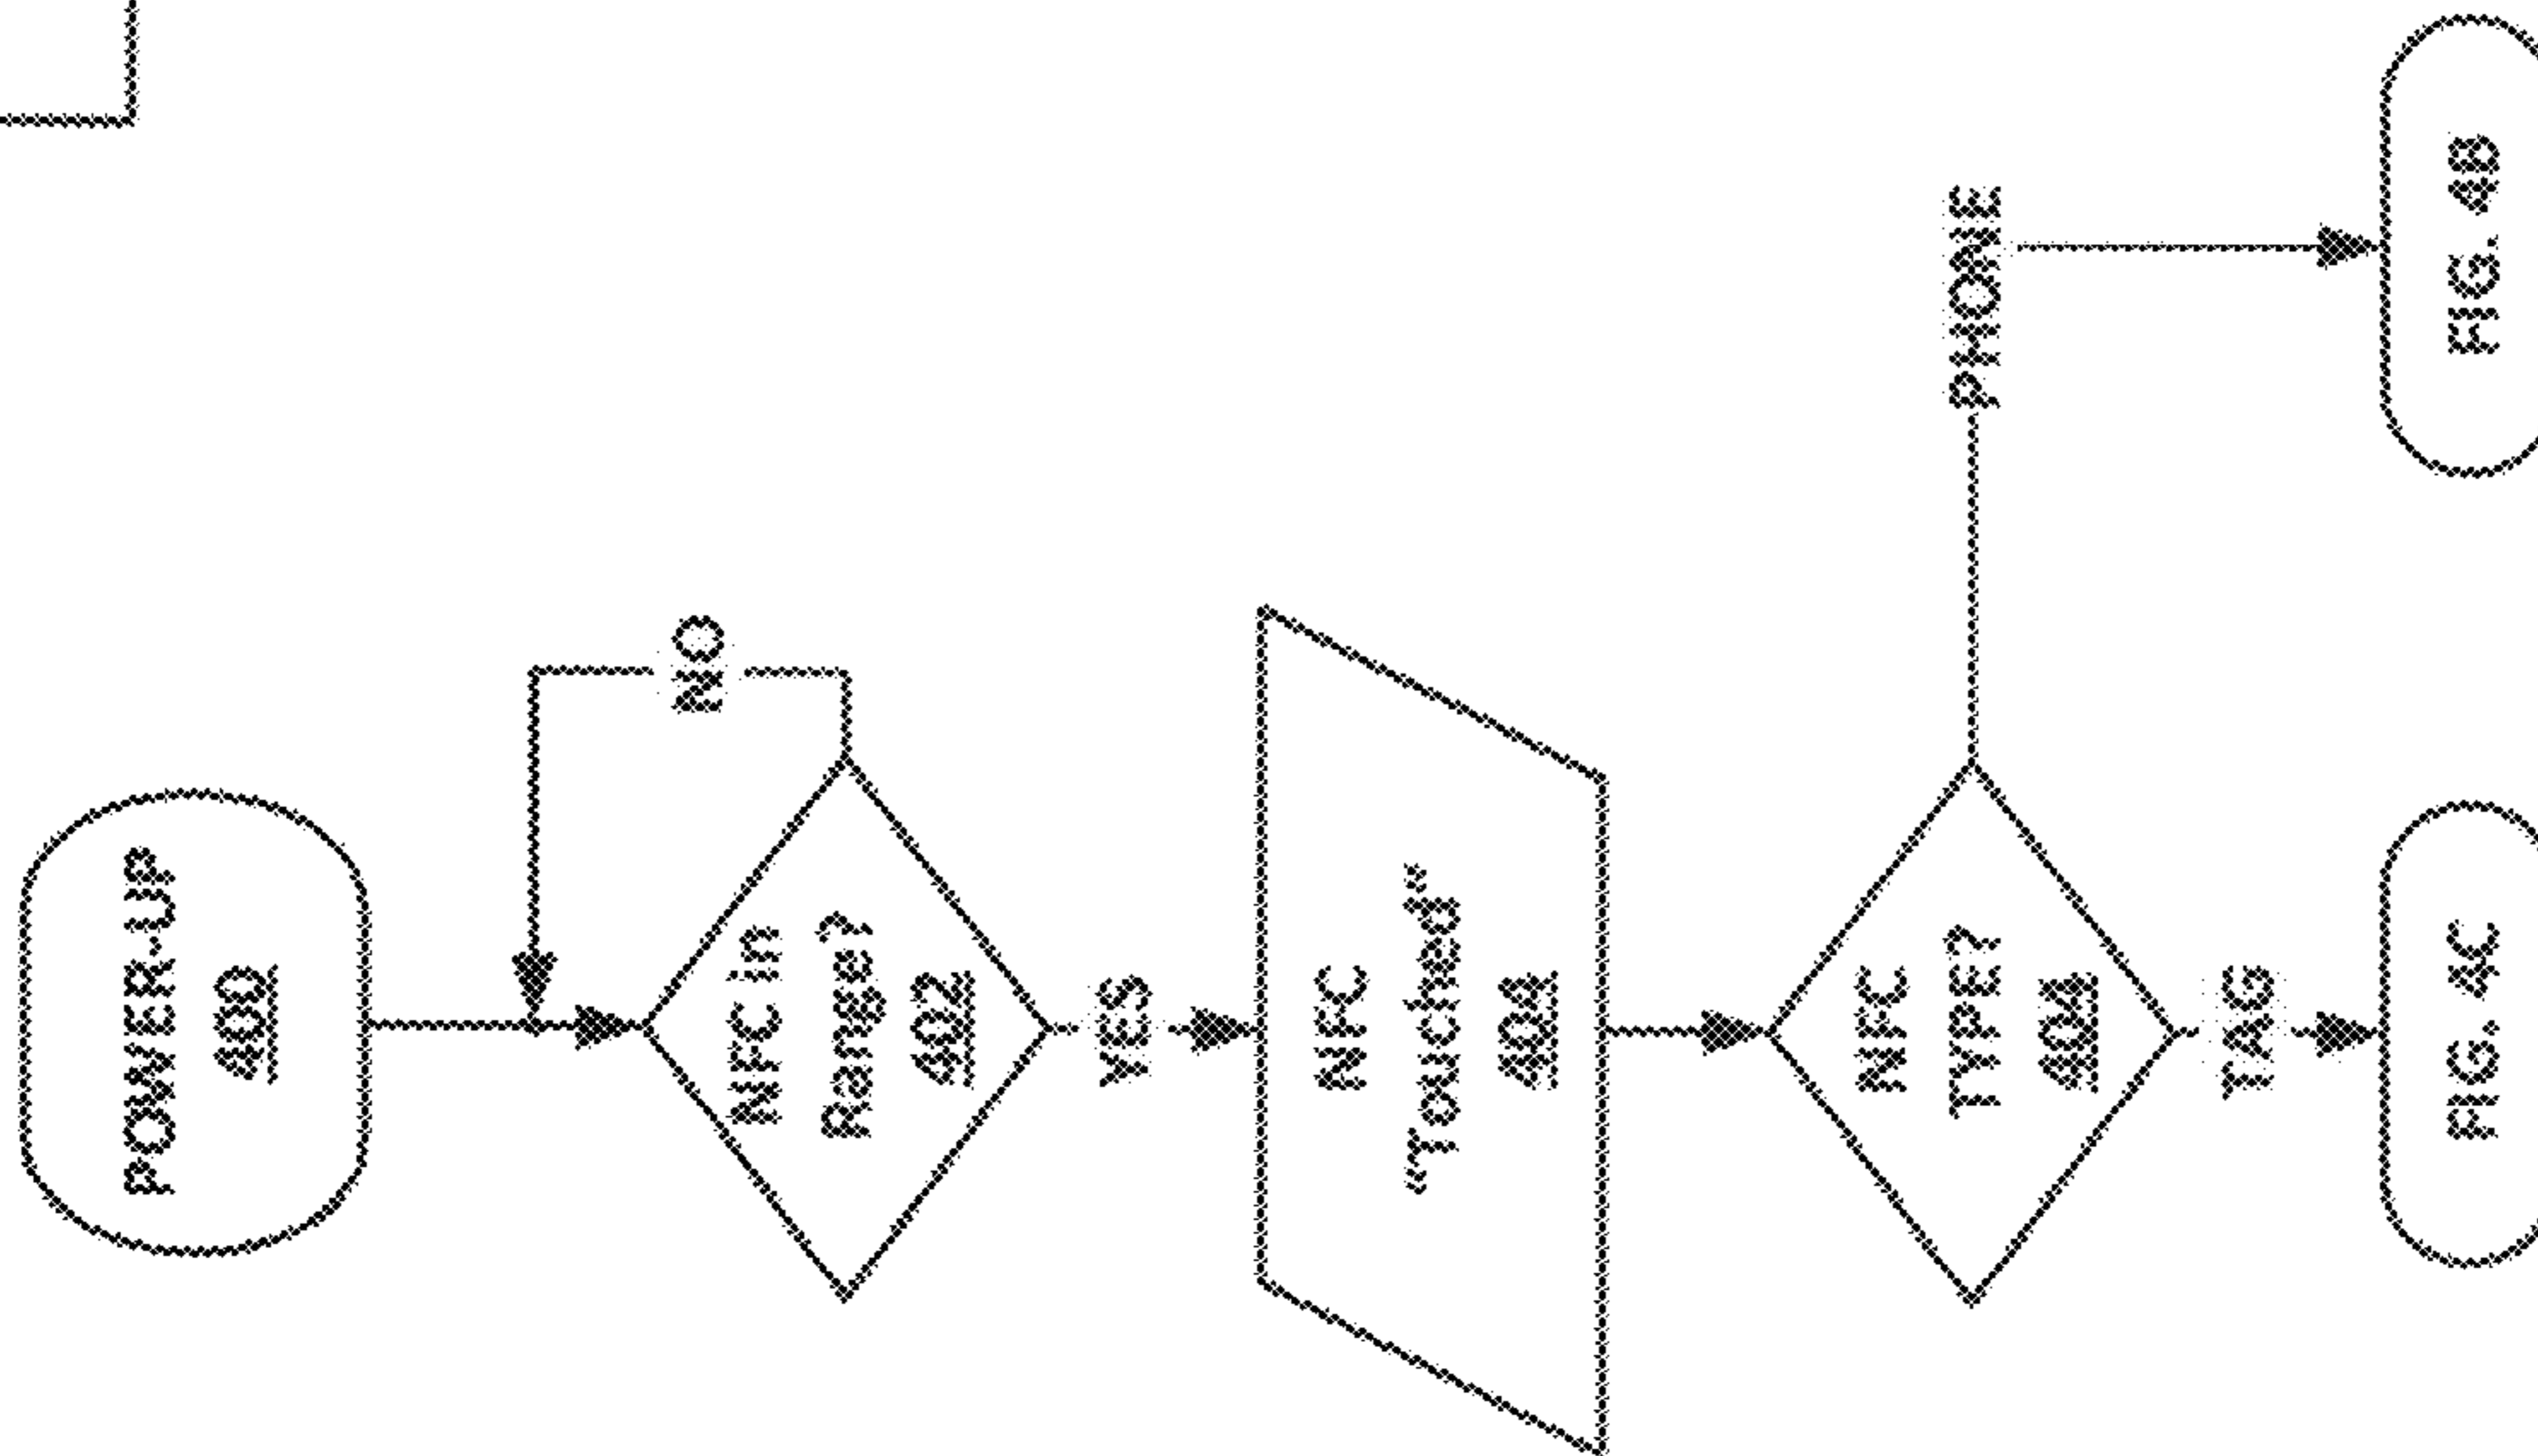 POWER-UP
400
NO
NFC in
Range?
402
YES
NFC
“Touched”
404
NFC
TYPE?
404
PHONE
TAG
FIG. 4C
FIG. 4B